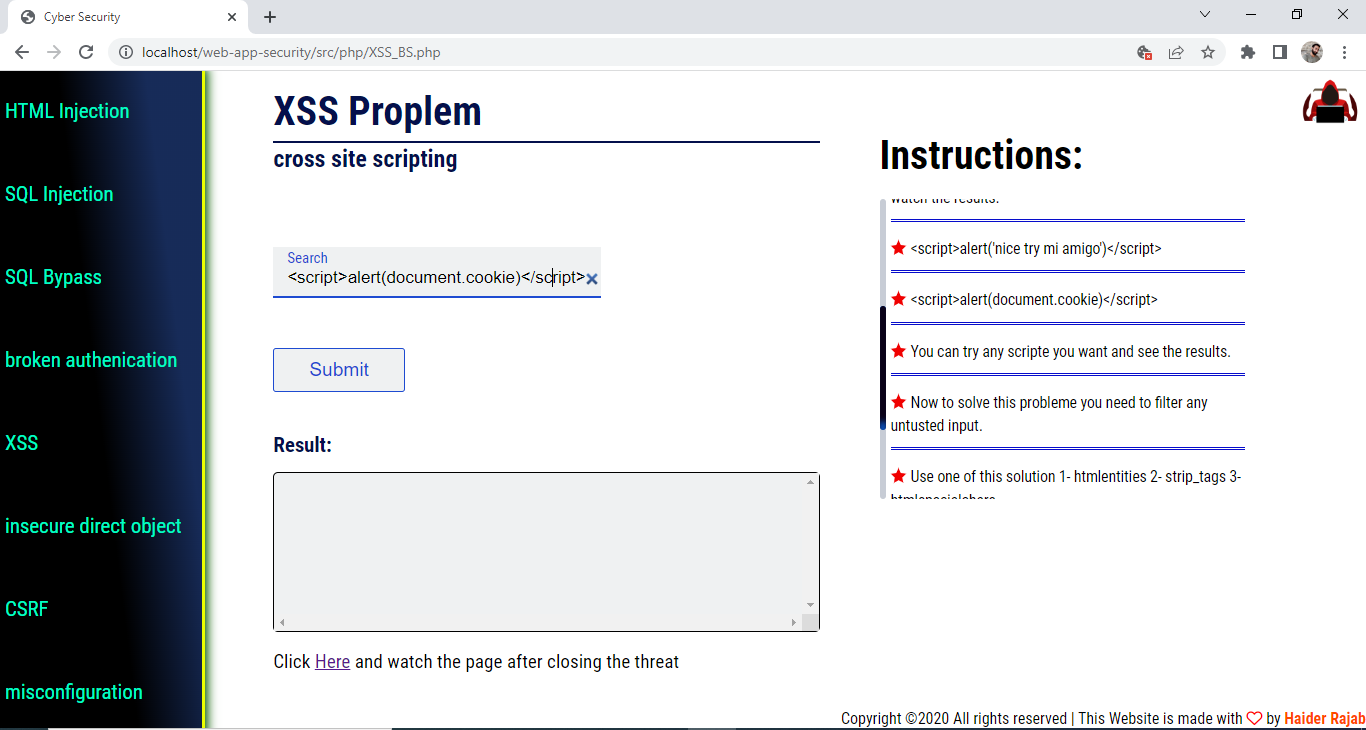 Cyber Security
localhost/web-app-security/src/php/XSS_BS.php
HTML Injection
SQL Injection
SQL Bypass
broken authenication
XSS
insecure direct object
CSRF
misconfiguration
XSS Proplem
cross site scripting
Search
<script>alert(document.cookie)</script>
Submit
Result:
Click Here and watch the page after closing the threat
Instructions:
watch the results.
<script>alert('nice try mi amigo')</script>
<script>alert(document.cookie)</script>
You can try any scripte you want and see the results.
Now to solve this probleme you need to filter any
untusted input.
Use one of this solution 1- htmlentities 2- strip_tags 3-
htmlspecialchars
Copyright ©2020 All rights reserved | This Website is made with by Haider Rajab